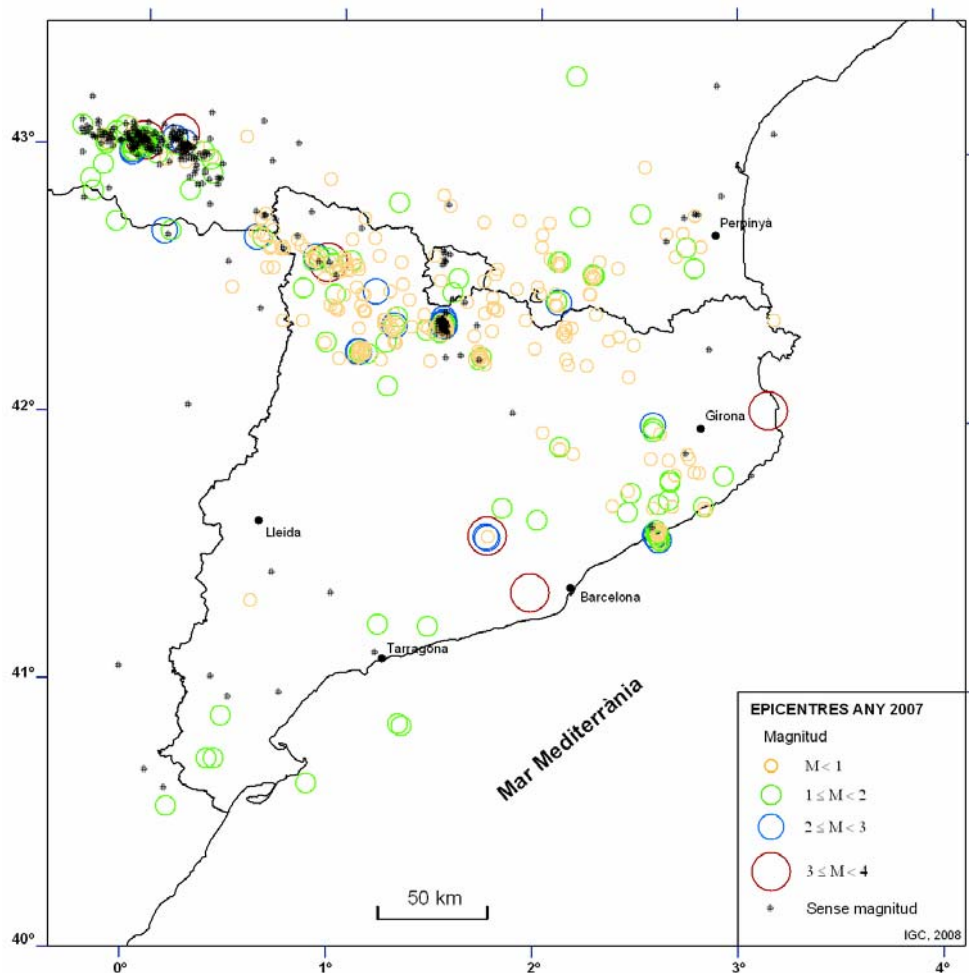 43°
Perpinyà
42°
Girona
Lleida
Barcelona
Tarragona
41°
Mar Mediterrània
50 km
40°
0°
1°
2°
3°
4°
EPICENTRES ANY 2007
Magnitud
M < 1
1 ≤ M < 2
2 ≤ M < 3
3 ≤ M < 4
Sense magnitud
IGC, 2008